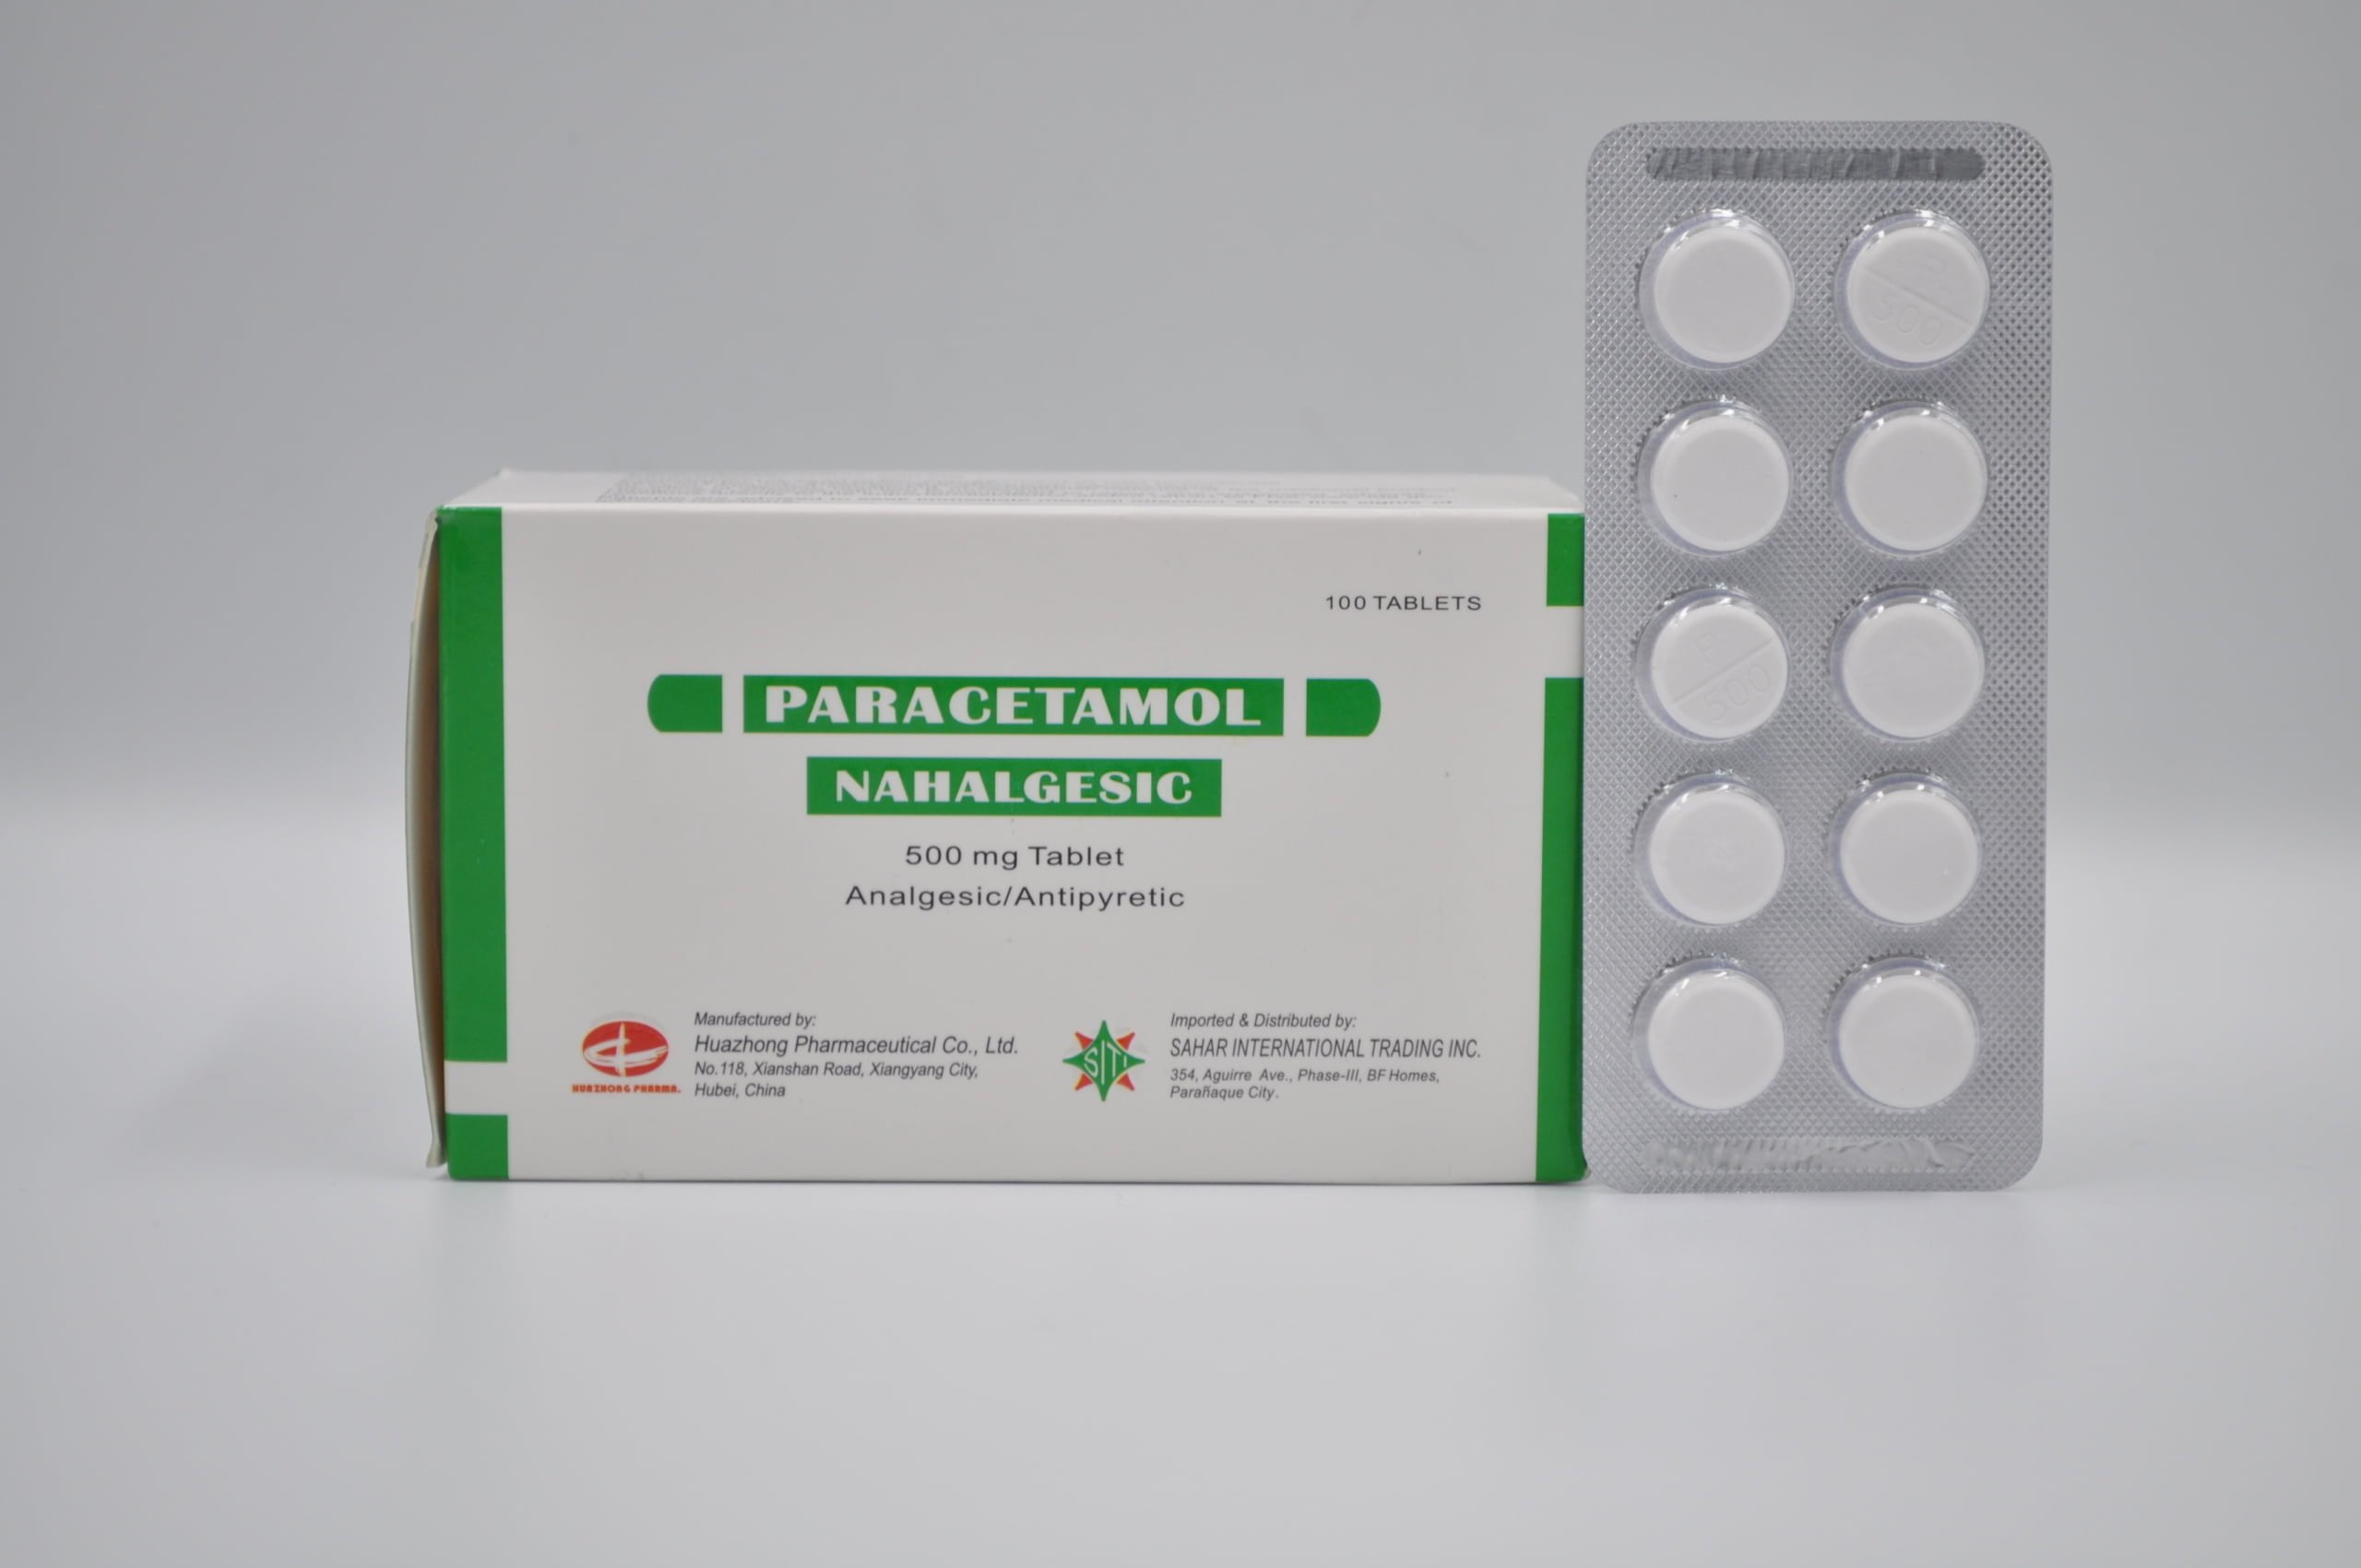 100 TABLETS
PARACETAMOL
NAHALGESIC
500 mg Tablet
Analgesic/Antipyretic
HUAZHONG PHARMA.
Manufactured by:
Huazhong Pharmaceutical Co., Ltd.
No.118, Xianshan Road, Xiangyang City,
Hubei, China
SITI
Imported & Distributed by:
SAHAR INTERNATIONAL TRADING INC.
354, Aguirre Ave., Phase-III, BF Homes,
Parañaque City.
P
500
P
500